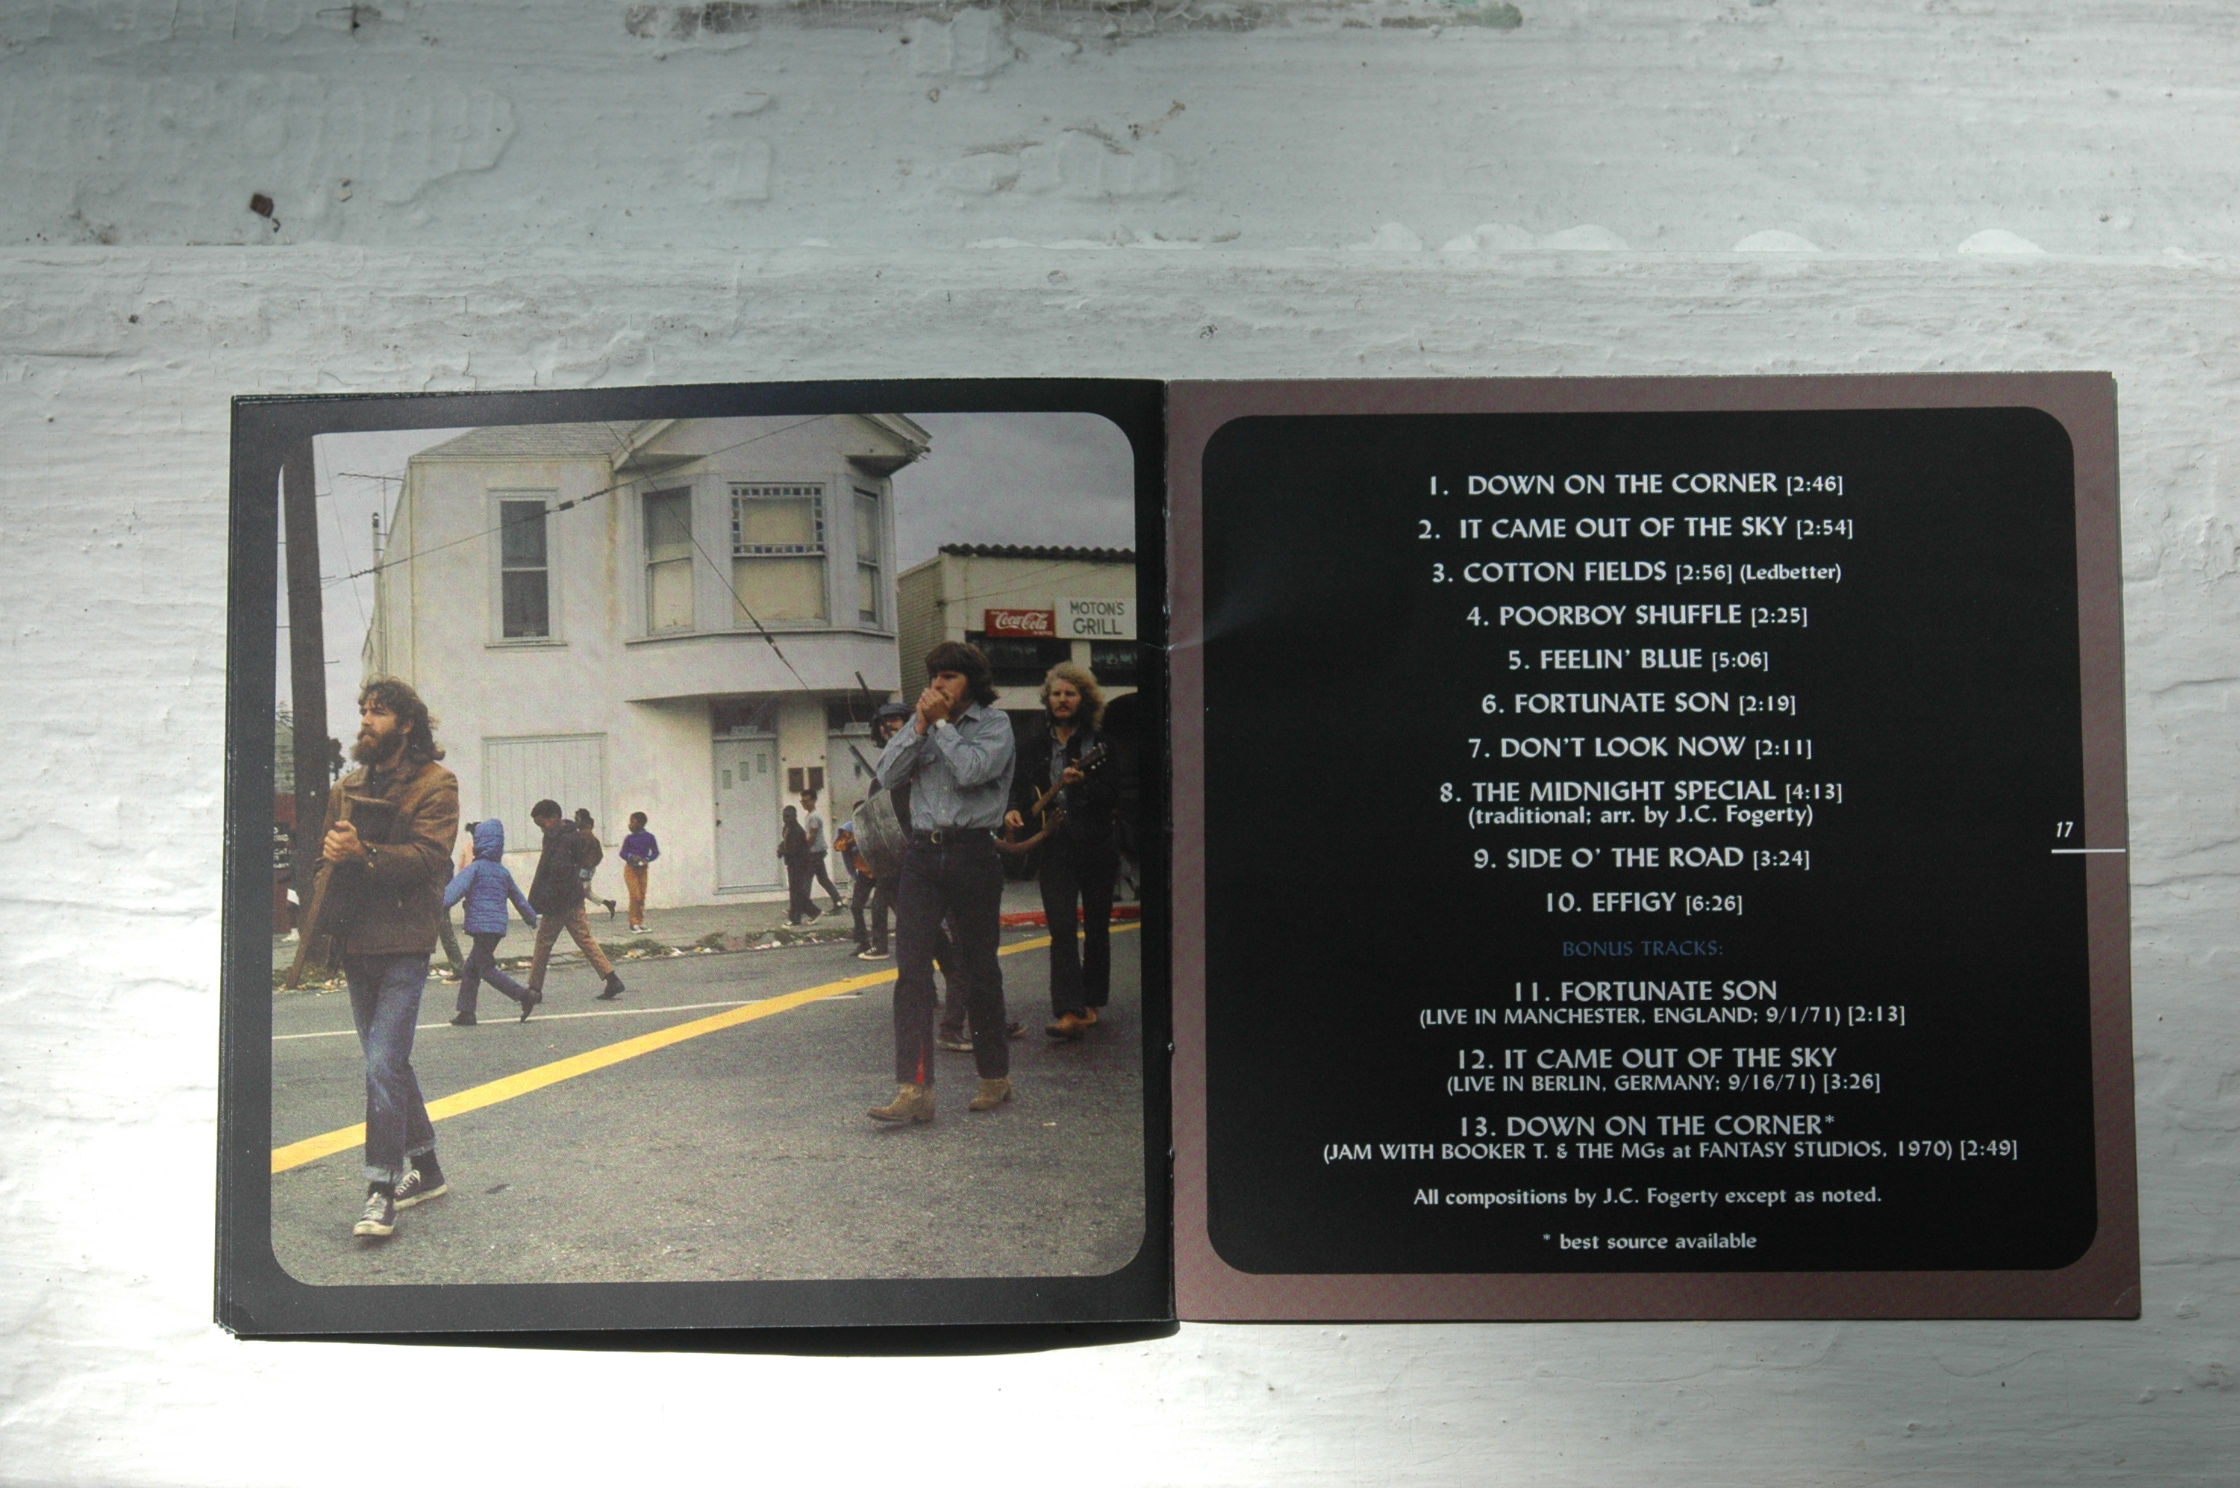 Coca-Cola
MOTON'S
GRILL
1. DOWN ON THE CORNER [2:46]
2. IT CAME OUT OF THE SKY [2:54]
3. COTTON FIELDS [2:56] (Ledbetter)
4. POORBOY SHUFFLE [2:25]
5. FEELIN' BLUE [5:06]
6. FORTUNATE SON [2:19]
7. DON'T LOOK NOW [2:11]
8. THE MIDNIGHT SPECIAL [4:13]
(traditional; arr. by J.C. Fogerty)
9. SIDE O' THE ROAD [3:24]
10. EFFIGY [6:26]
BONUS TRACKS:
11. FORTUNATE SON
(LIVE IN MANCHESTER, ENGLAND; 9/1/71) [2:13]
12. IT CAME OUT OF THE SKY
(LIVE IN BERLIN, GERMANY; 9/16/71) [3:26]
13. DOWN ON THE CORNER*
(JAM WITH BOOKER T. & THE MGs at FANTASY STUDIOS, 1970) [2:49]
All compositions by J.C. Fogerty except as noted.
* best source available
17